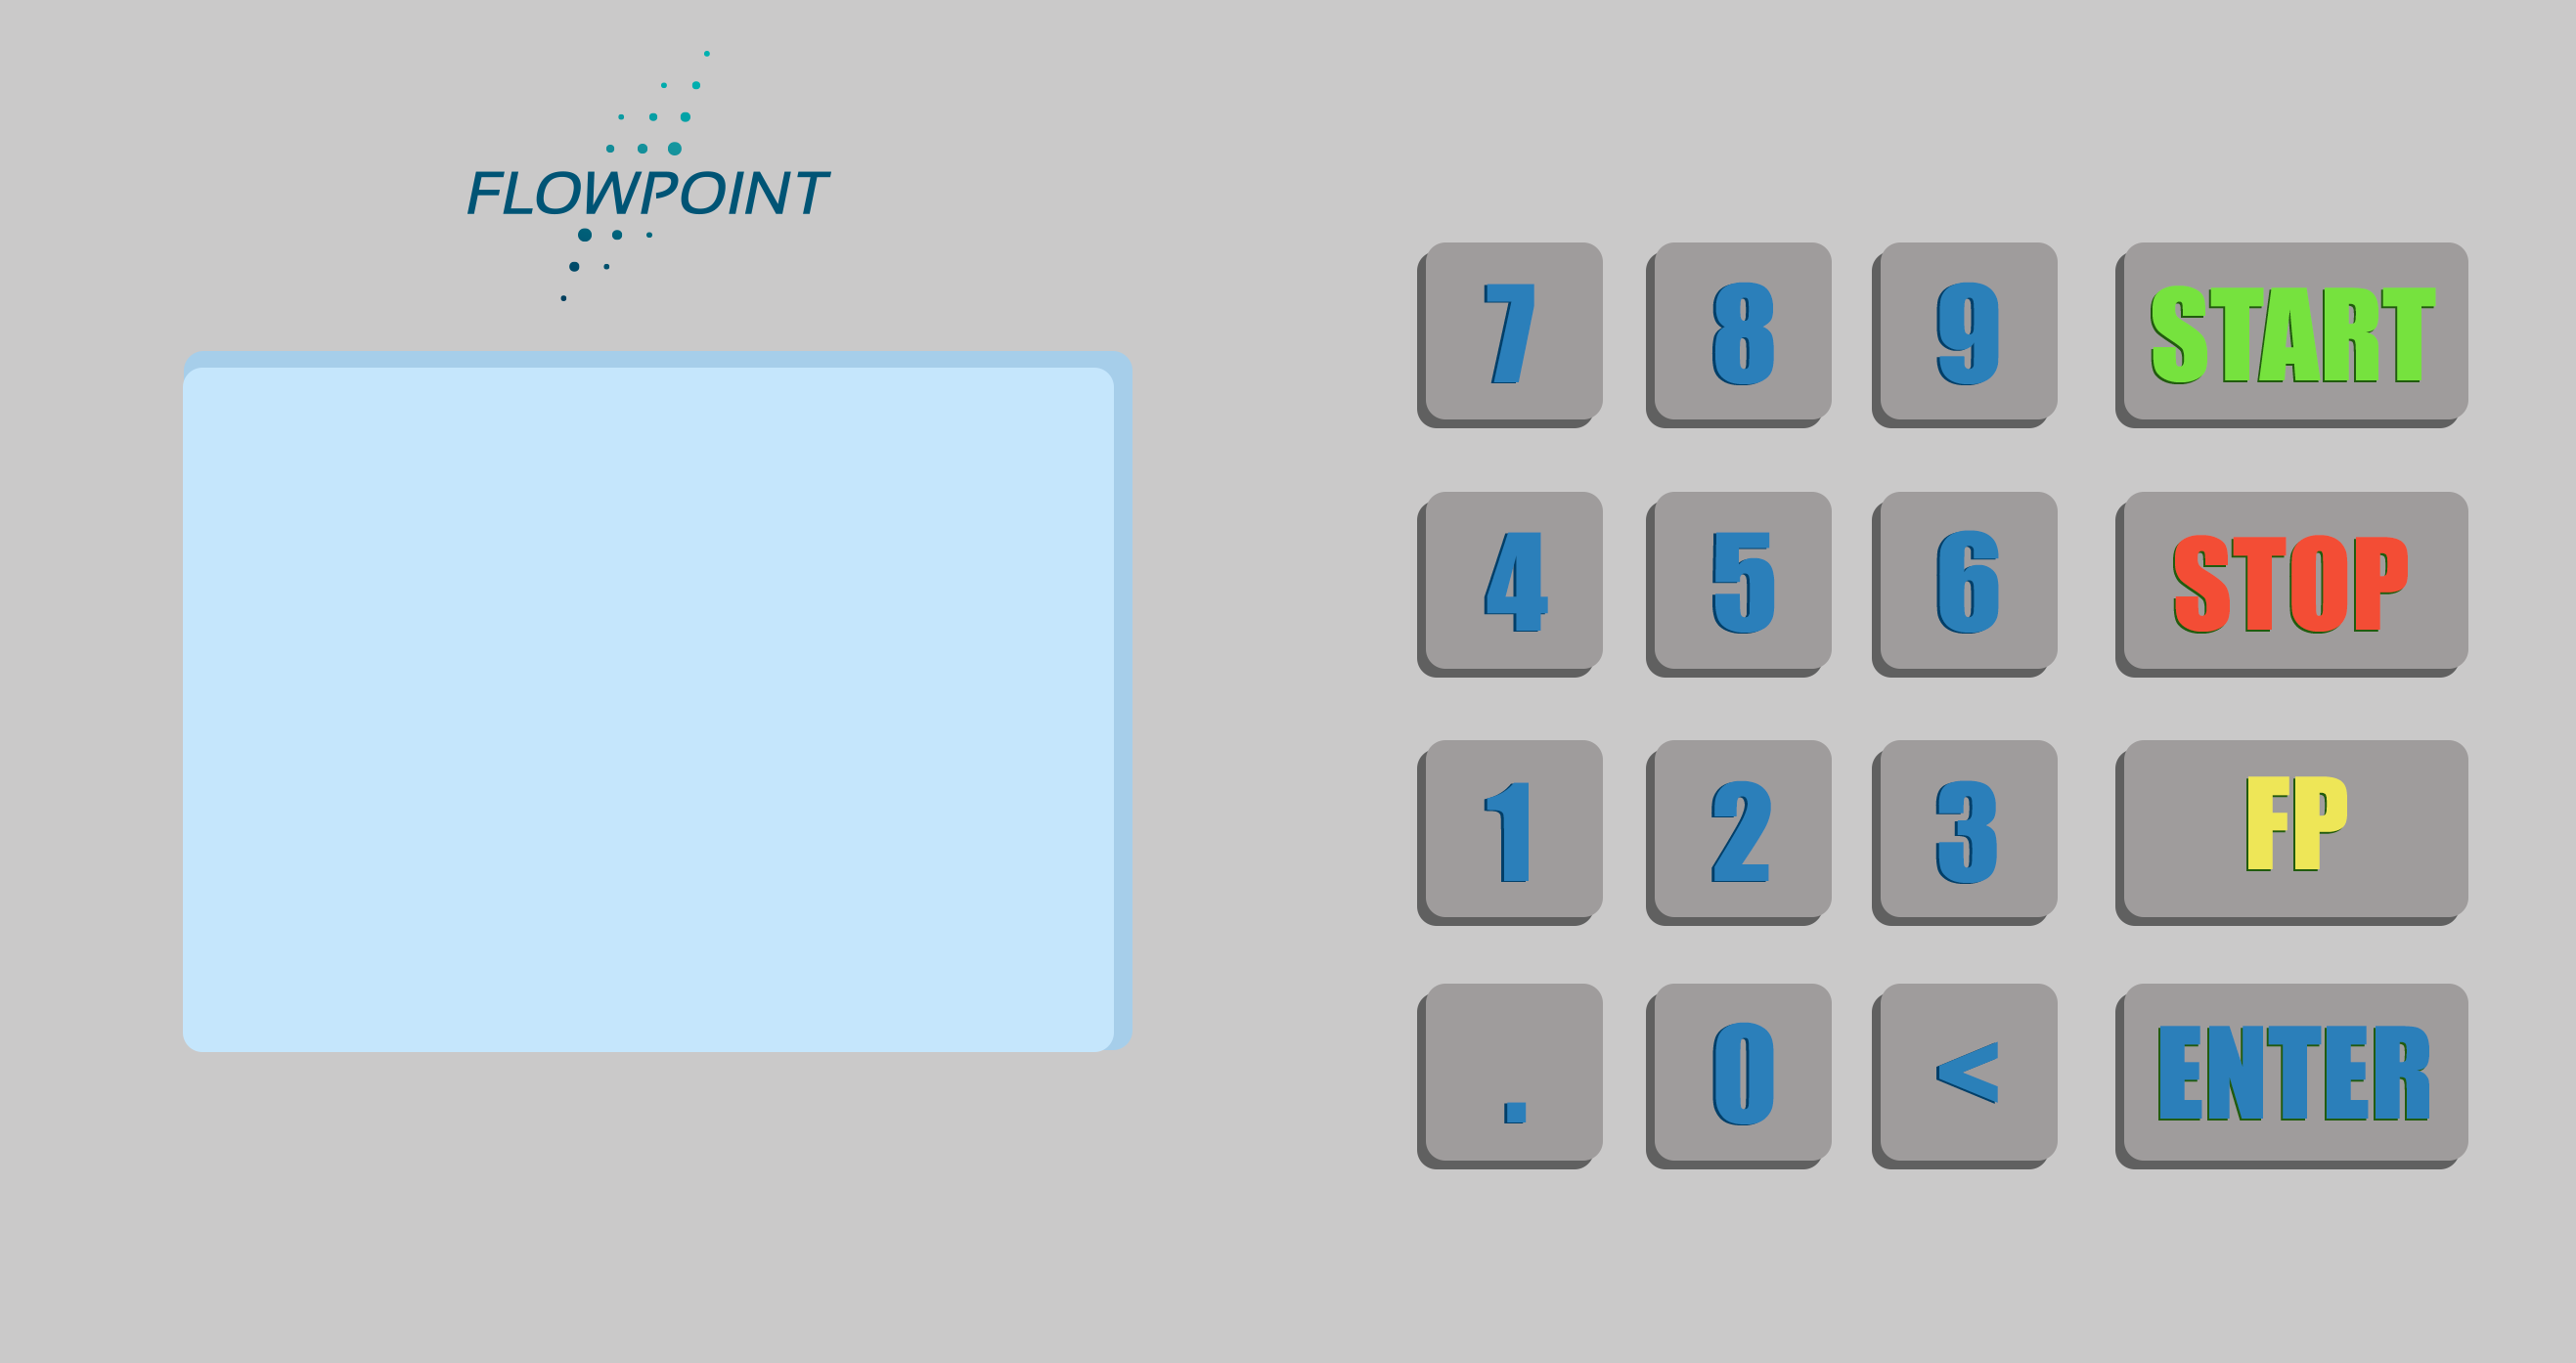 FLOWPOINT
7 8 9 START
4 5 6 STOP
1 2 3 FP
. 0 < ENTER